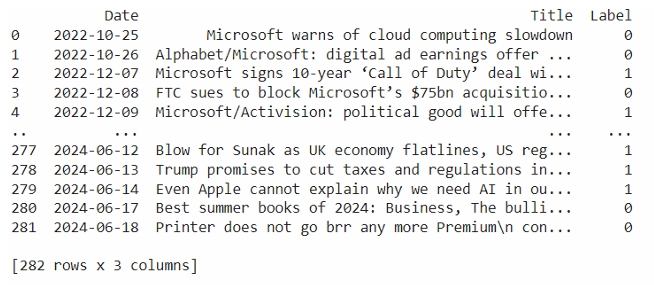 Date Title Label
0 2022-10-25 Microsoft warns of cloud computing slowdown 0
1 2022-10-26 Alphabet/Microsoft: digital ad earnings offer ... 0
2 2022-12-07 Microsoft signs 10-year ‘Call of Duty’ deal wi... 1
3 2022-12-08 FTC sues to block Microsoft’s $75bn acquisitio... 0
4 2022-12-09 Microsoft/Activision: political good will offe... 1
.. ... ... ...
277 2024-06-12 Blow for Sunak as UK economy flatlines, US reg... 1
278 2024-06-13 Trump promises to cut taxes and regulations in... 1
279 2024-06-14 Even Apple cannot explain why we need AI in ou... 1
280 2024-06-17 Best summer books of 2024: Business, The bulli... 0
281 2024-06-18 Printer does not go brr any more Premium\n con... 0
[282 rows x 3 columns]